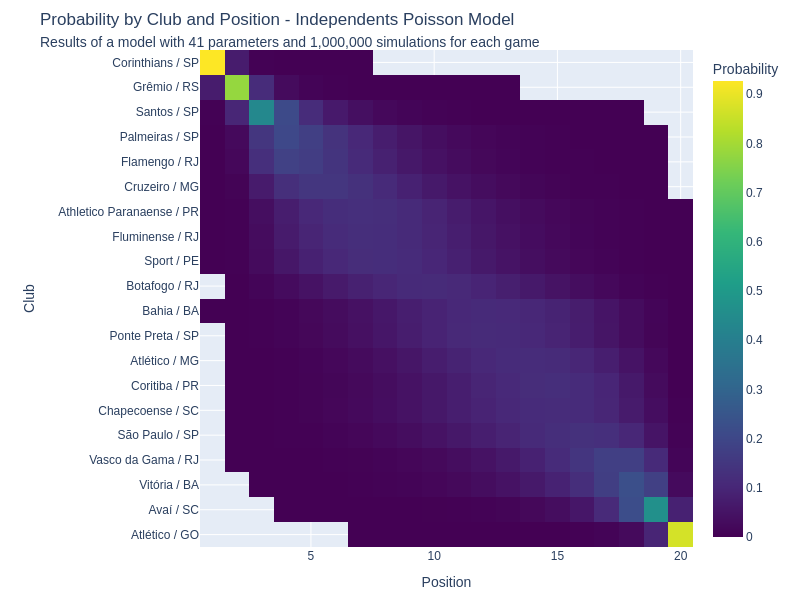 Probability by Club and Position - Independents Poisson Model
Results of a model with 41 parameters and 1,000,000 simulations for each game
Probability
Corinthians / SP
Grêmio / RS
Santos / SP
Palmeiras / SP
Flamengo / RJ
Cruzeiro / MG
Athletico Paranaense / PR
Fluminense / RJ
Sport / PE
Botafogo / RJ
Bahia / BA
Ponte Preta / SP
Atlético / MG
Coritiba / PR
Chapecoense / SC
São Paulo / SP
Vasco da Gama / RJ
Vitória / BA
Avaí / SC
Atlético / GO
Club
5
10
15
20
Position
0.9
0.8
0.7
0.6
0.5
0.4
0.3
0.2
0.1
0